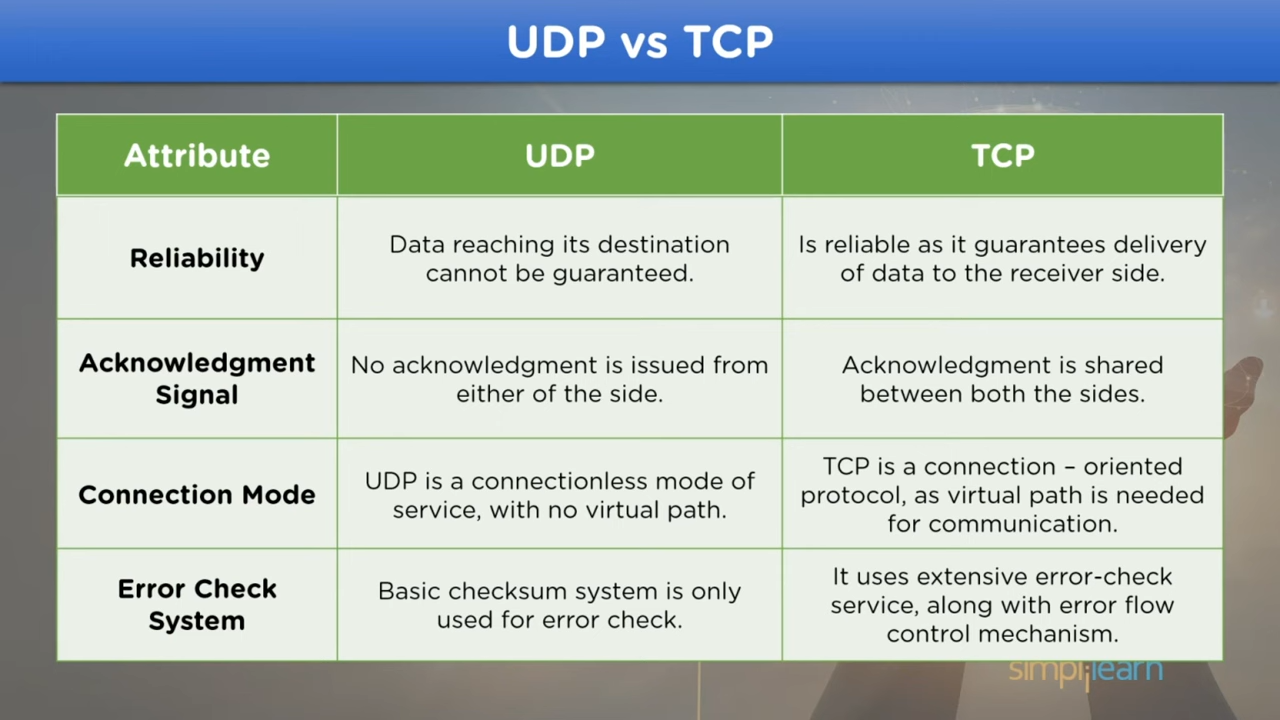 UDP vs TCP
Attribute
UDP
TCP
Reliability
Data reaching its destination
cannot be guaranteed.
Is reliable as it guarantees delivery
of data to the receiver side.
Acknowledgment
Signal
No acknowledgment is issued from
either of the side.
Acknowledgment is shared
between both the sides.
Connection Mode
UDP is a connectionless mode of
service, with no virtual path.
TCP is a connection – oriented
protocol, as virtual path is needed
for communication.
Error Check
System
Basic checksum system is only
used for error check.
It uses extensive error-check
service, along with error flow
control mechanism.
simplilearn